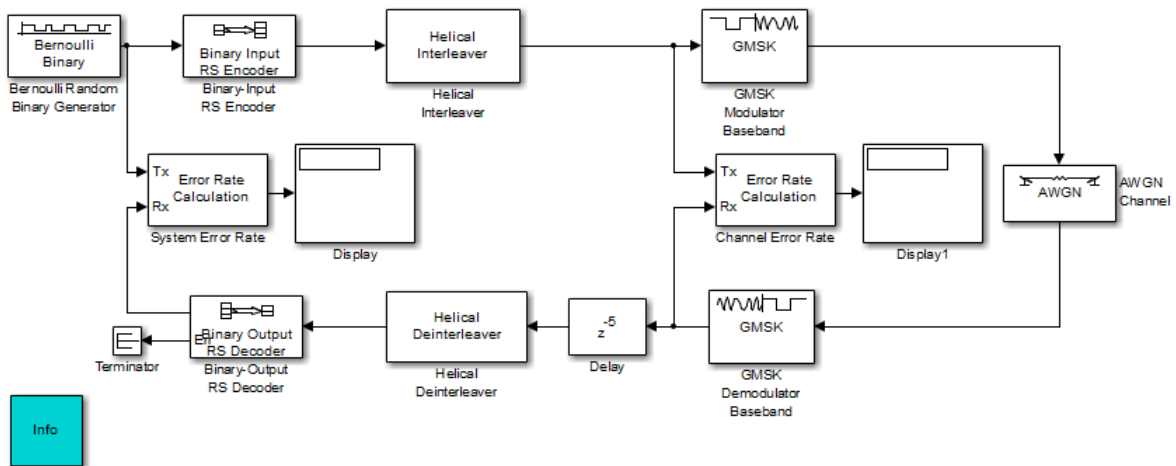 Bernoulli
Binary
Bernoulli Random
Binary Generator
Binary Input
RS Encoder
Binary-Input
RS Encoder
Helical
Interleaver
Helical
Interleaver
GMSK
GMSK
Modulator
Baseband
Tx
Rx
Error Rate
Calculation
System Error Rate
Display
Tx
Rx
Error Rate
Calculation
Channel Error Rate
Display1
AWGN
AWGN
Channel
Err
Terminator
Binary Output
RS Decoder
Binary-Output
RS Decoder
Helical
Deinterleaver
Helical
Deinterleaver
z-5
Delay
GMSK
GMSK
Demodulator
Baseband
Info